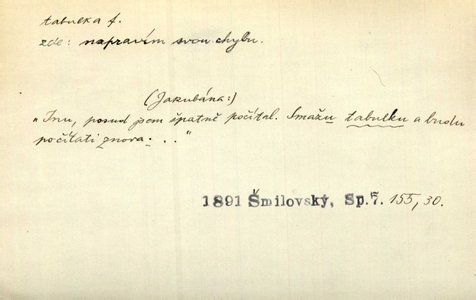 tabulka f.
zde: napravím svou chybu.
(Jakubána:)
„Inu, posud jsem špatně počítal. Smažu tabulku a budu
počítati znova. . . "
1891 Šmilovský, Sp.7. 155, 30.